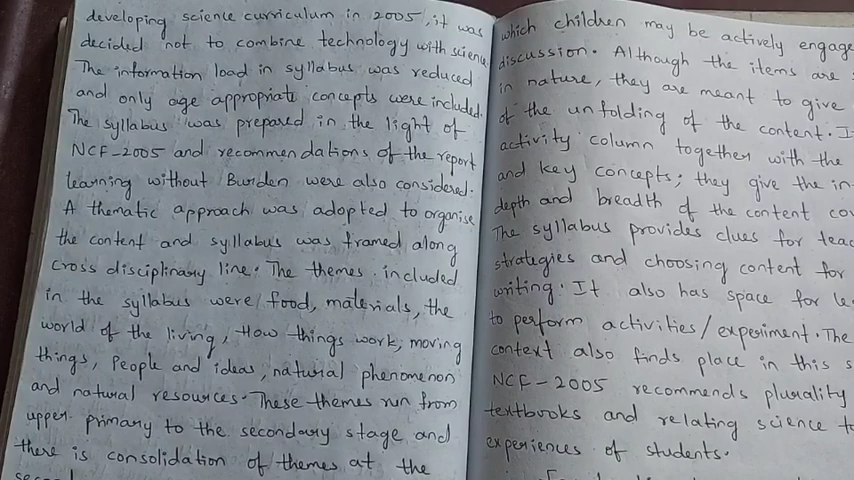 developing science curriculum in 2005, it was
decided not to combine technology with science
The information load in syllabus was reduced
and only age appropriate concepts were included.
The syllabus was prepared in the light of
NCF-2005 and recommendations of the report
learning without Burden were also considered.
A thematic approach was adopted to organise
the content and syllabus was framed along
cross disciplinary line. The themes included
in the syllabus were food, materials, the
world of the living, How things work, moving
things, People and ideas, natural phenomenon
and natural resources. These themes run from
upper primary to the secondary stage and
there is consolidation of themes at the
which children may be actively engage
discussion. Although the items are
in nature, they are meant to give
of the unfolding of the content. I
activity column together with the
and key concepts; they give the in
depth and breadth of the content co
The syllabus provides clues for teac
strategies and choosing content for
writing. It also has space for le
to perform activities/experiment. The
context also finds place in this s
NCF-2005 recommends plurality
textbooks and relating science to
experiences of students.